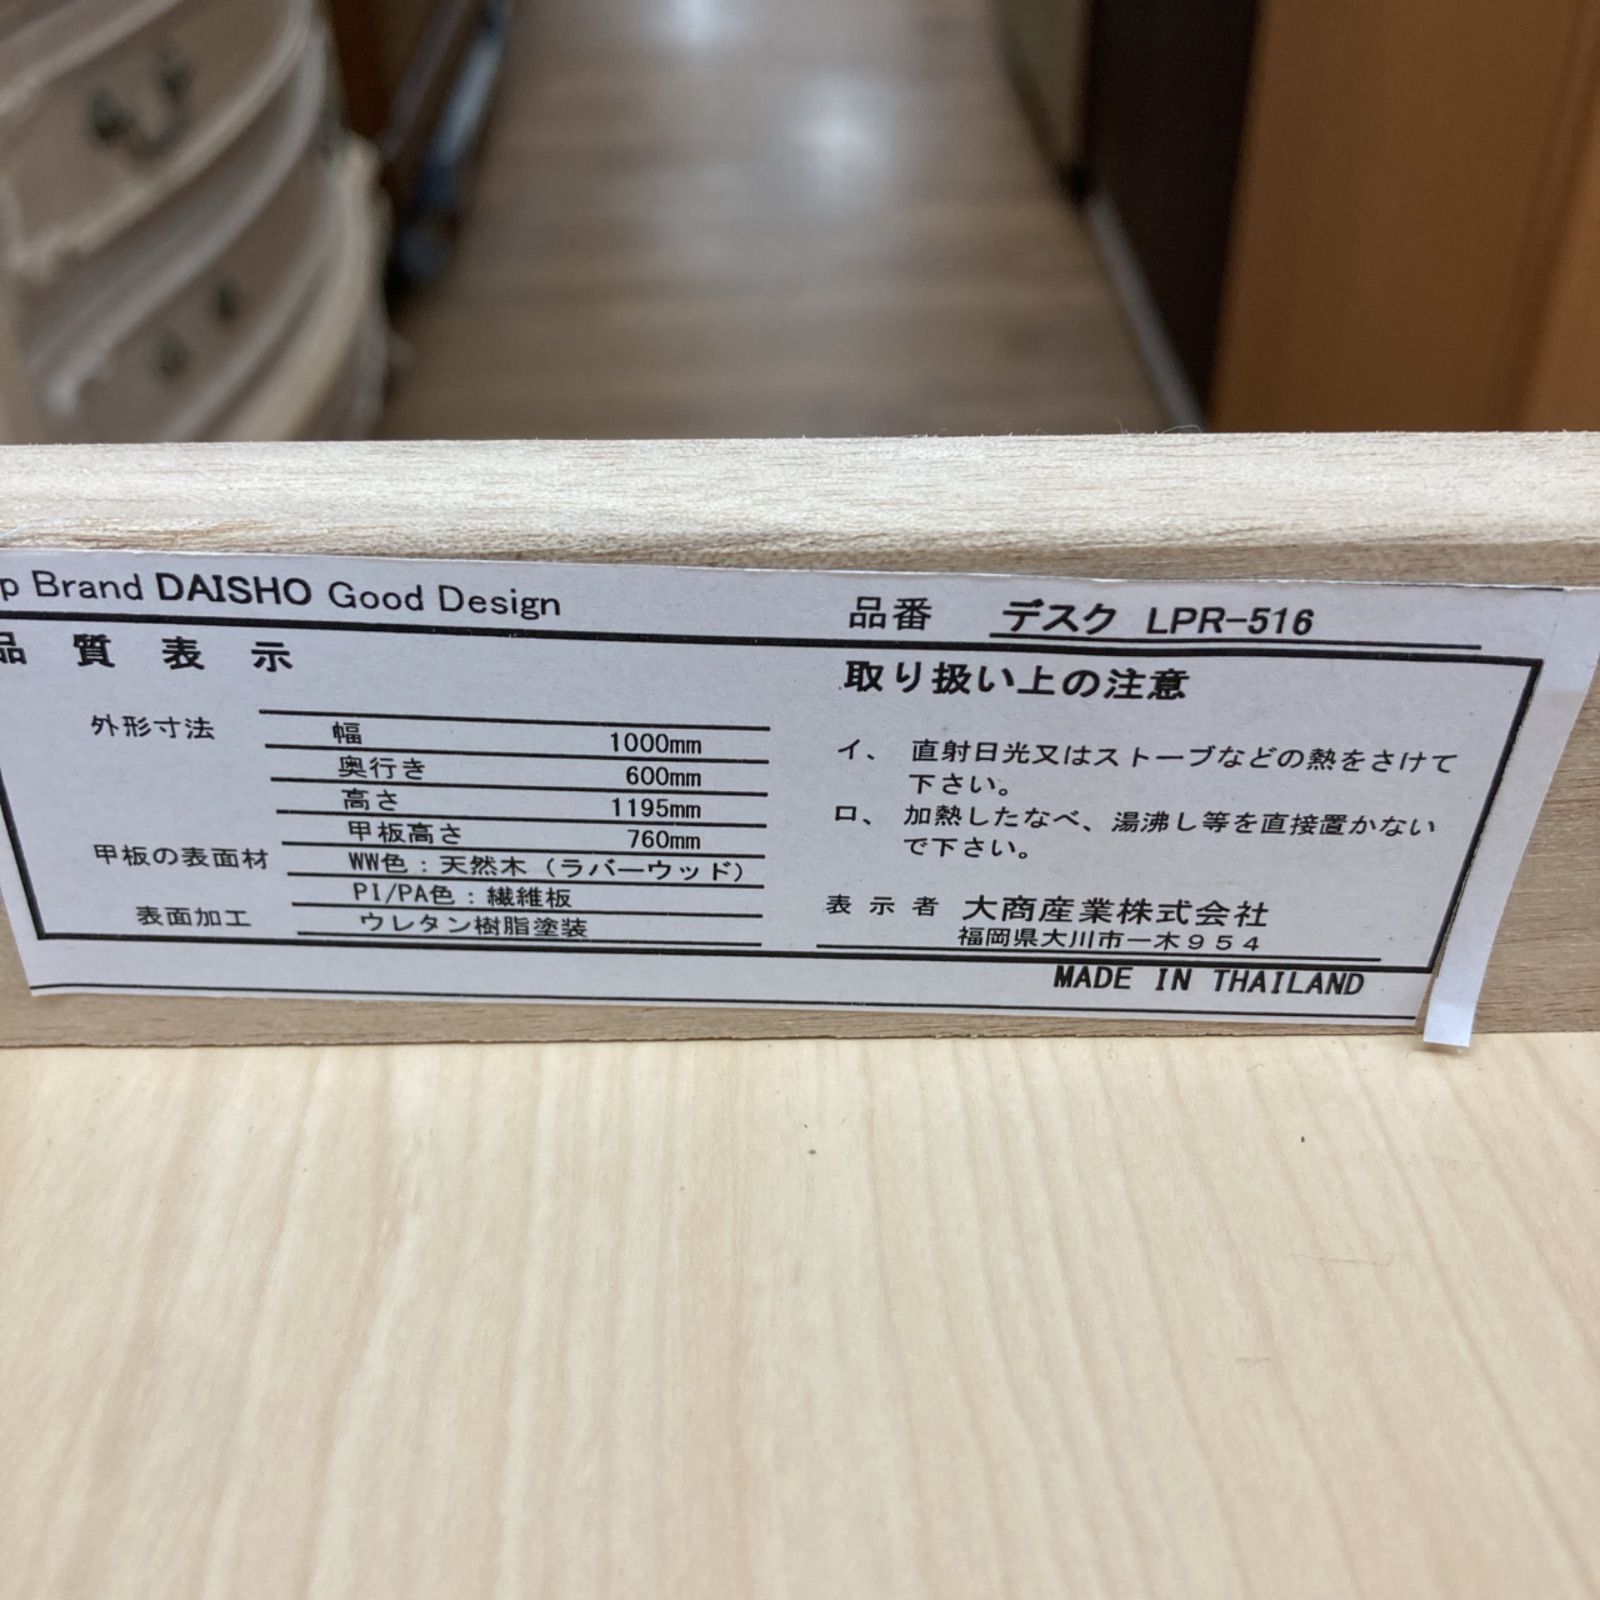 Brand DAISHO Good Design
品番 デスク LPR-516
品質表示
外形寸法 幅 1000mm
奥行き 600mm
高さ 1195mm
甲板高さ 760mm
甲板の表面材 WW色：天然木（ラバーウッド）
PI/PA色：繊維板
表面加工 ウレタン樹脂塗装
取り扱い上の注意
イ、 直射日光又はストーブなどの熱をさけて
下さい。
ロ、 加熱したなべ、湯沸し等を直接置かない
で下さい。
表示者 大商産業株式会社
福岡県大川市一木９５４
MADE IN THAILAND